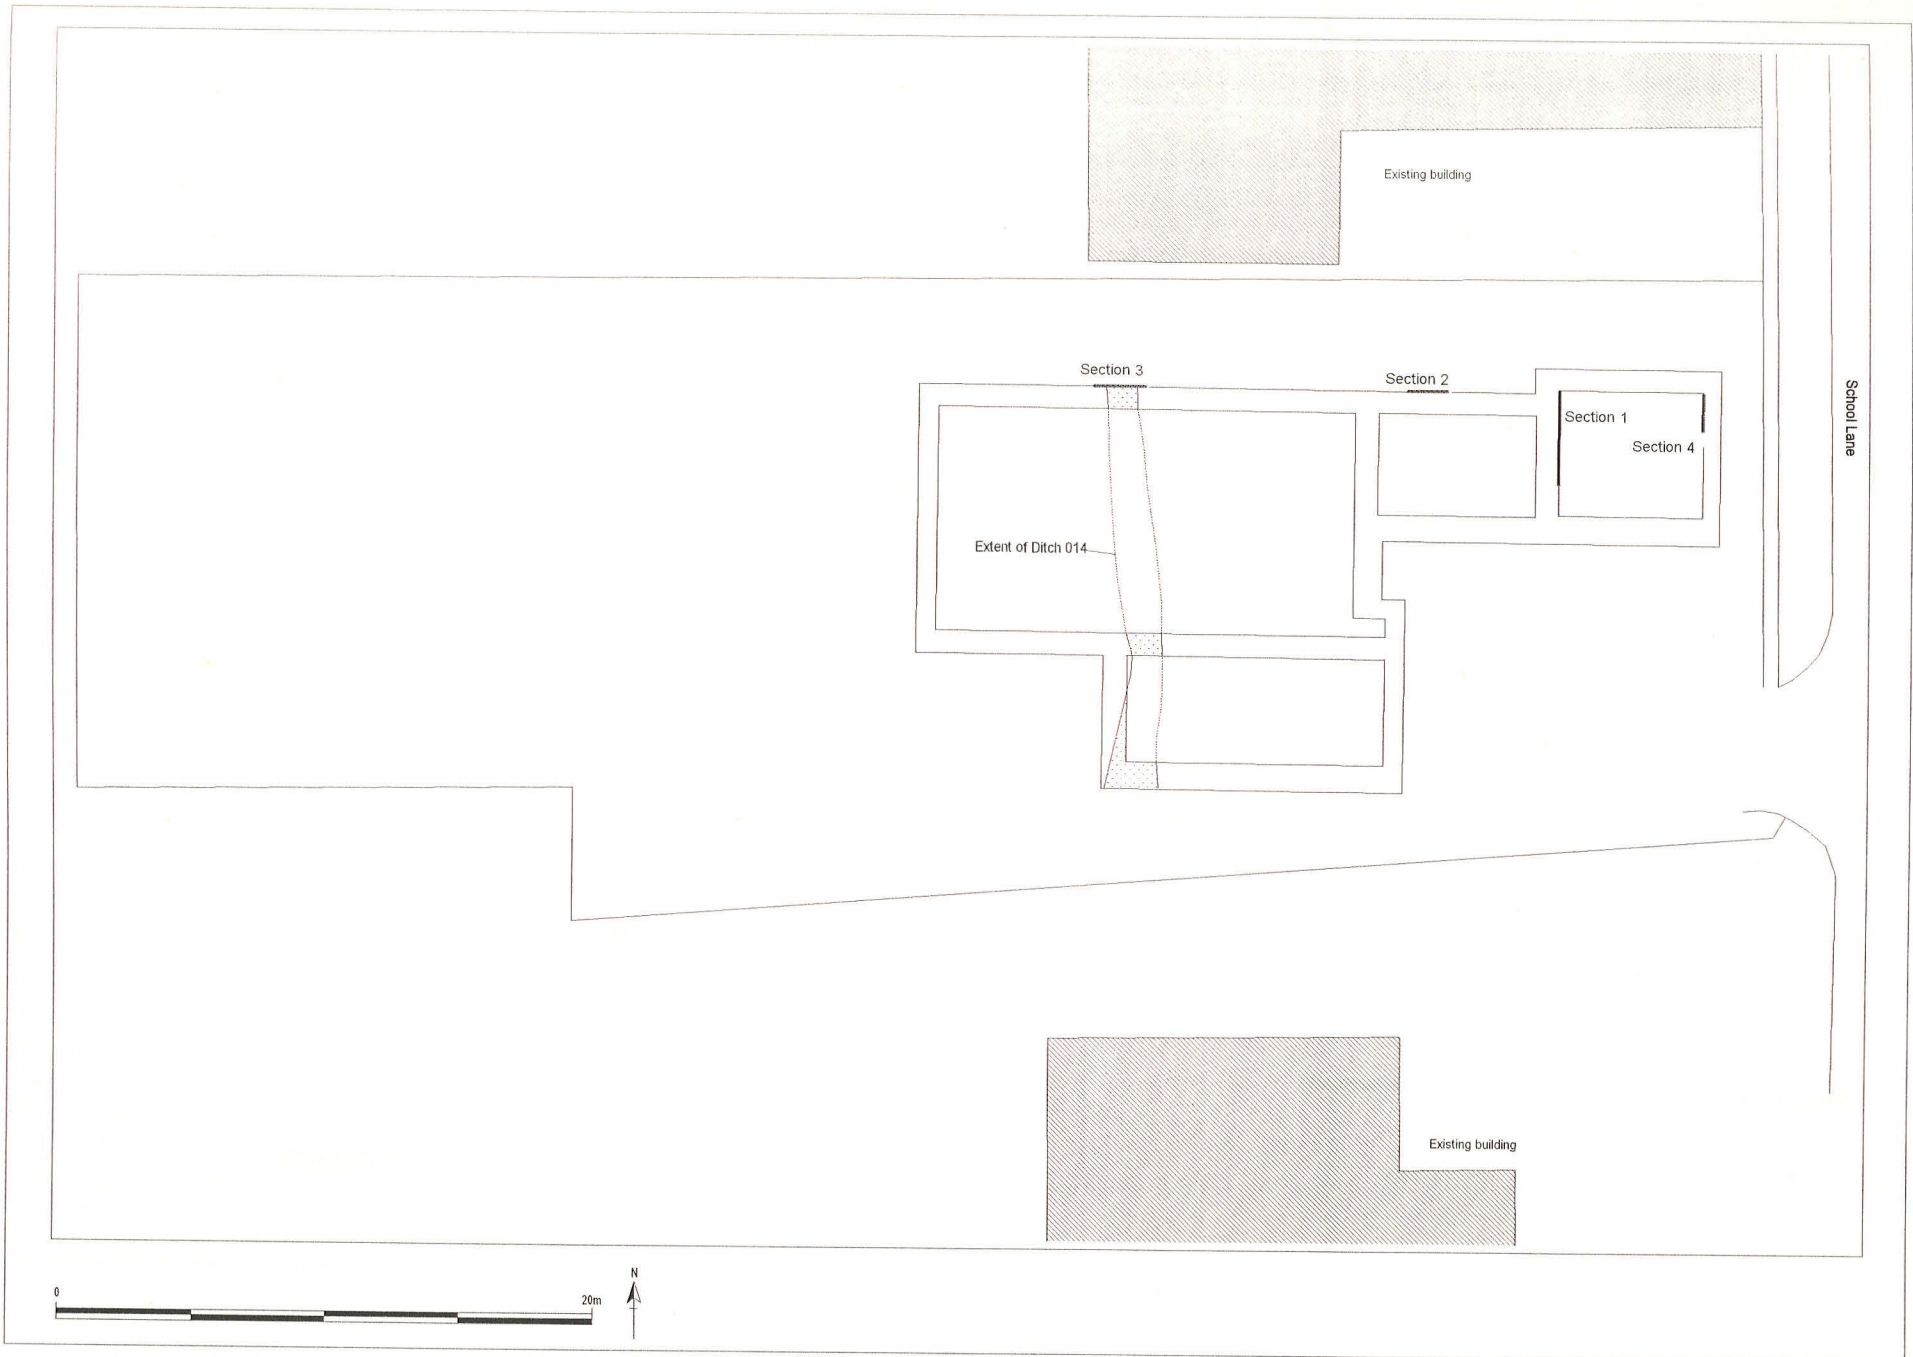 Existing building
Section 3
Section 2
Section 1
Section 4
School Lane
Extent of Ditch 014
Existing building
0
20m
N